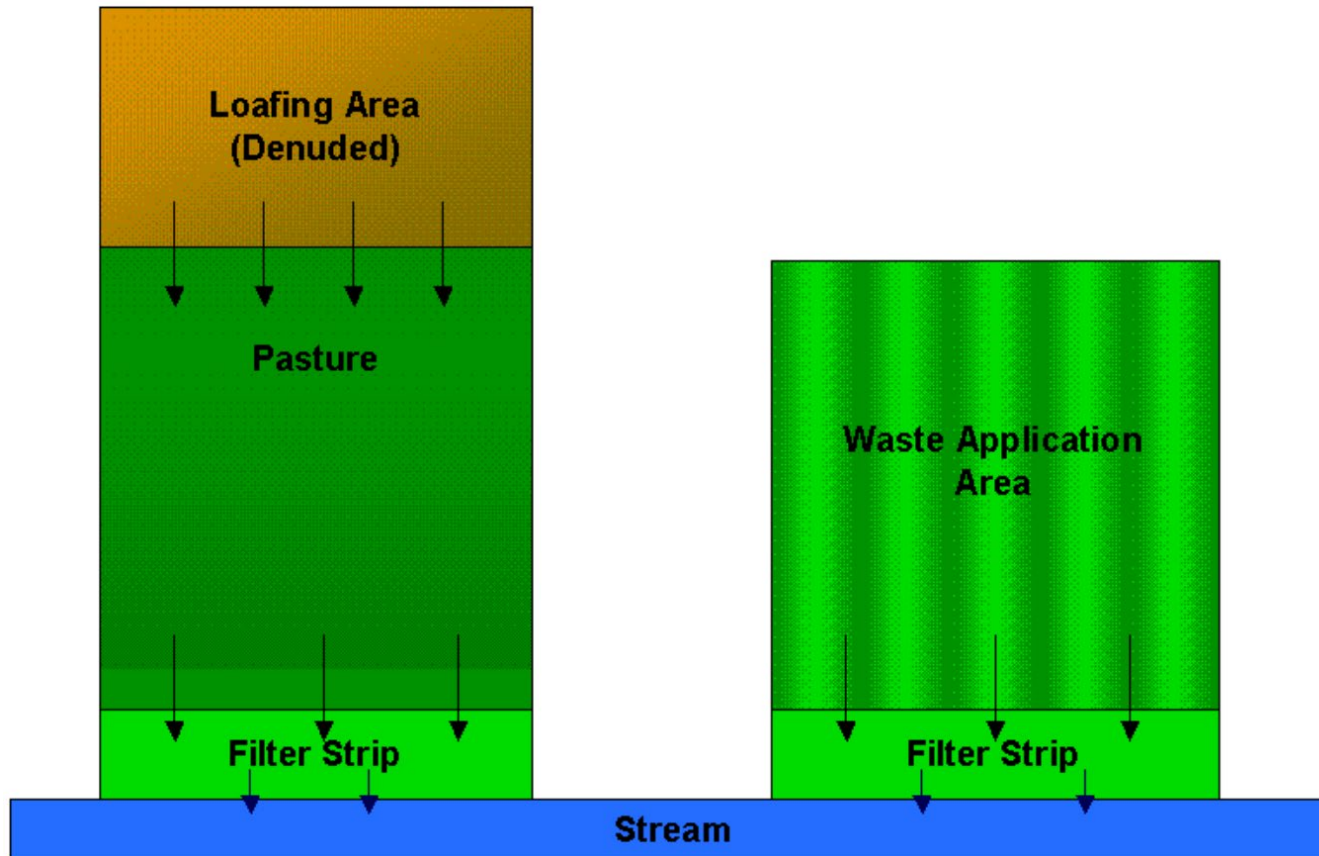 Loafing Area
(Denuded)
Pasture
Waste Application
Area
Filter Strip
Filter Strip
Stream